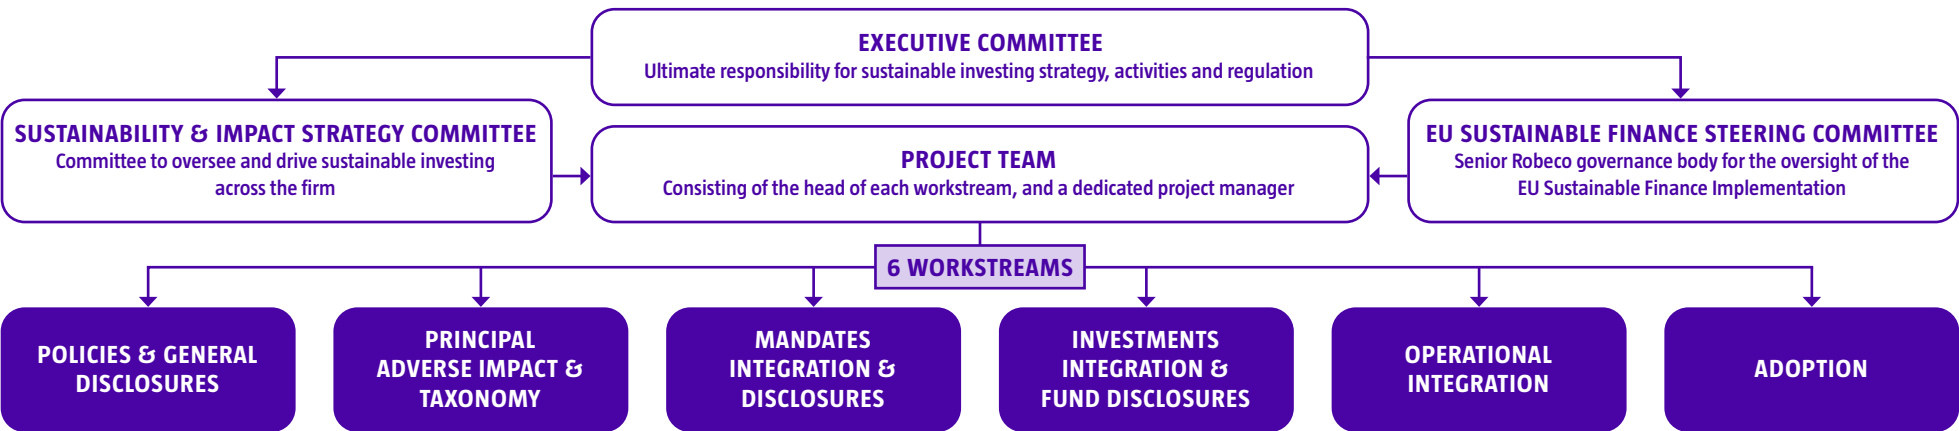 EXECUTIVE COMMITTEE
Ultimate responsibility for sustainable investing strategy, activities and regulation
SUSTAINABILITY & IMPACT STRATEGY COMMITTEE
Committee to oversee and drive sustainable investing
across the firm
PROJECT TEAM
Consisting of the head of each workstream, and a dedicated project manager
EU SUSTAINABLE FINANCE STEERING COMMITTEE
Senior Robeco governance body for the oversight of the
EU Sustainable Finance Implementation
6 WORKSTREAMS
POLICIES & GENERAL
DISCLOSURES
PRINCIPAL
ADVERSE IMPACT &
TAXONOMY
MANDATES
INTEGRATION &
DISCLOSURES
INVESTMENTS
INTEGRATION &
FUND DISCLOSURES
OPERATIONAL
INTEGRATION
ADOPTION